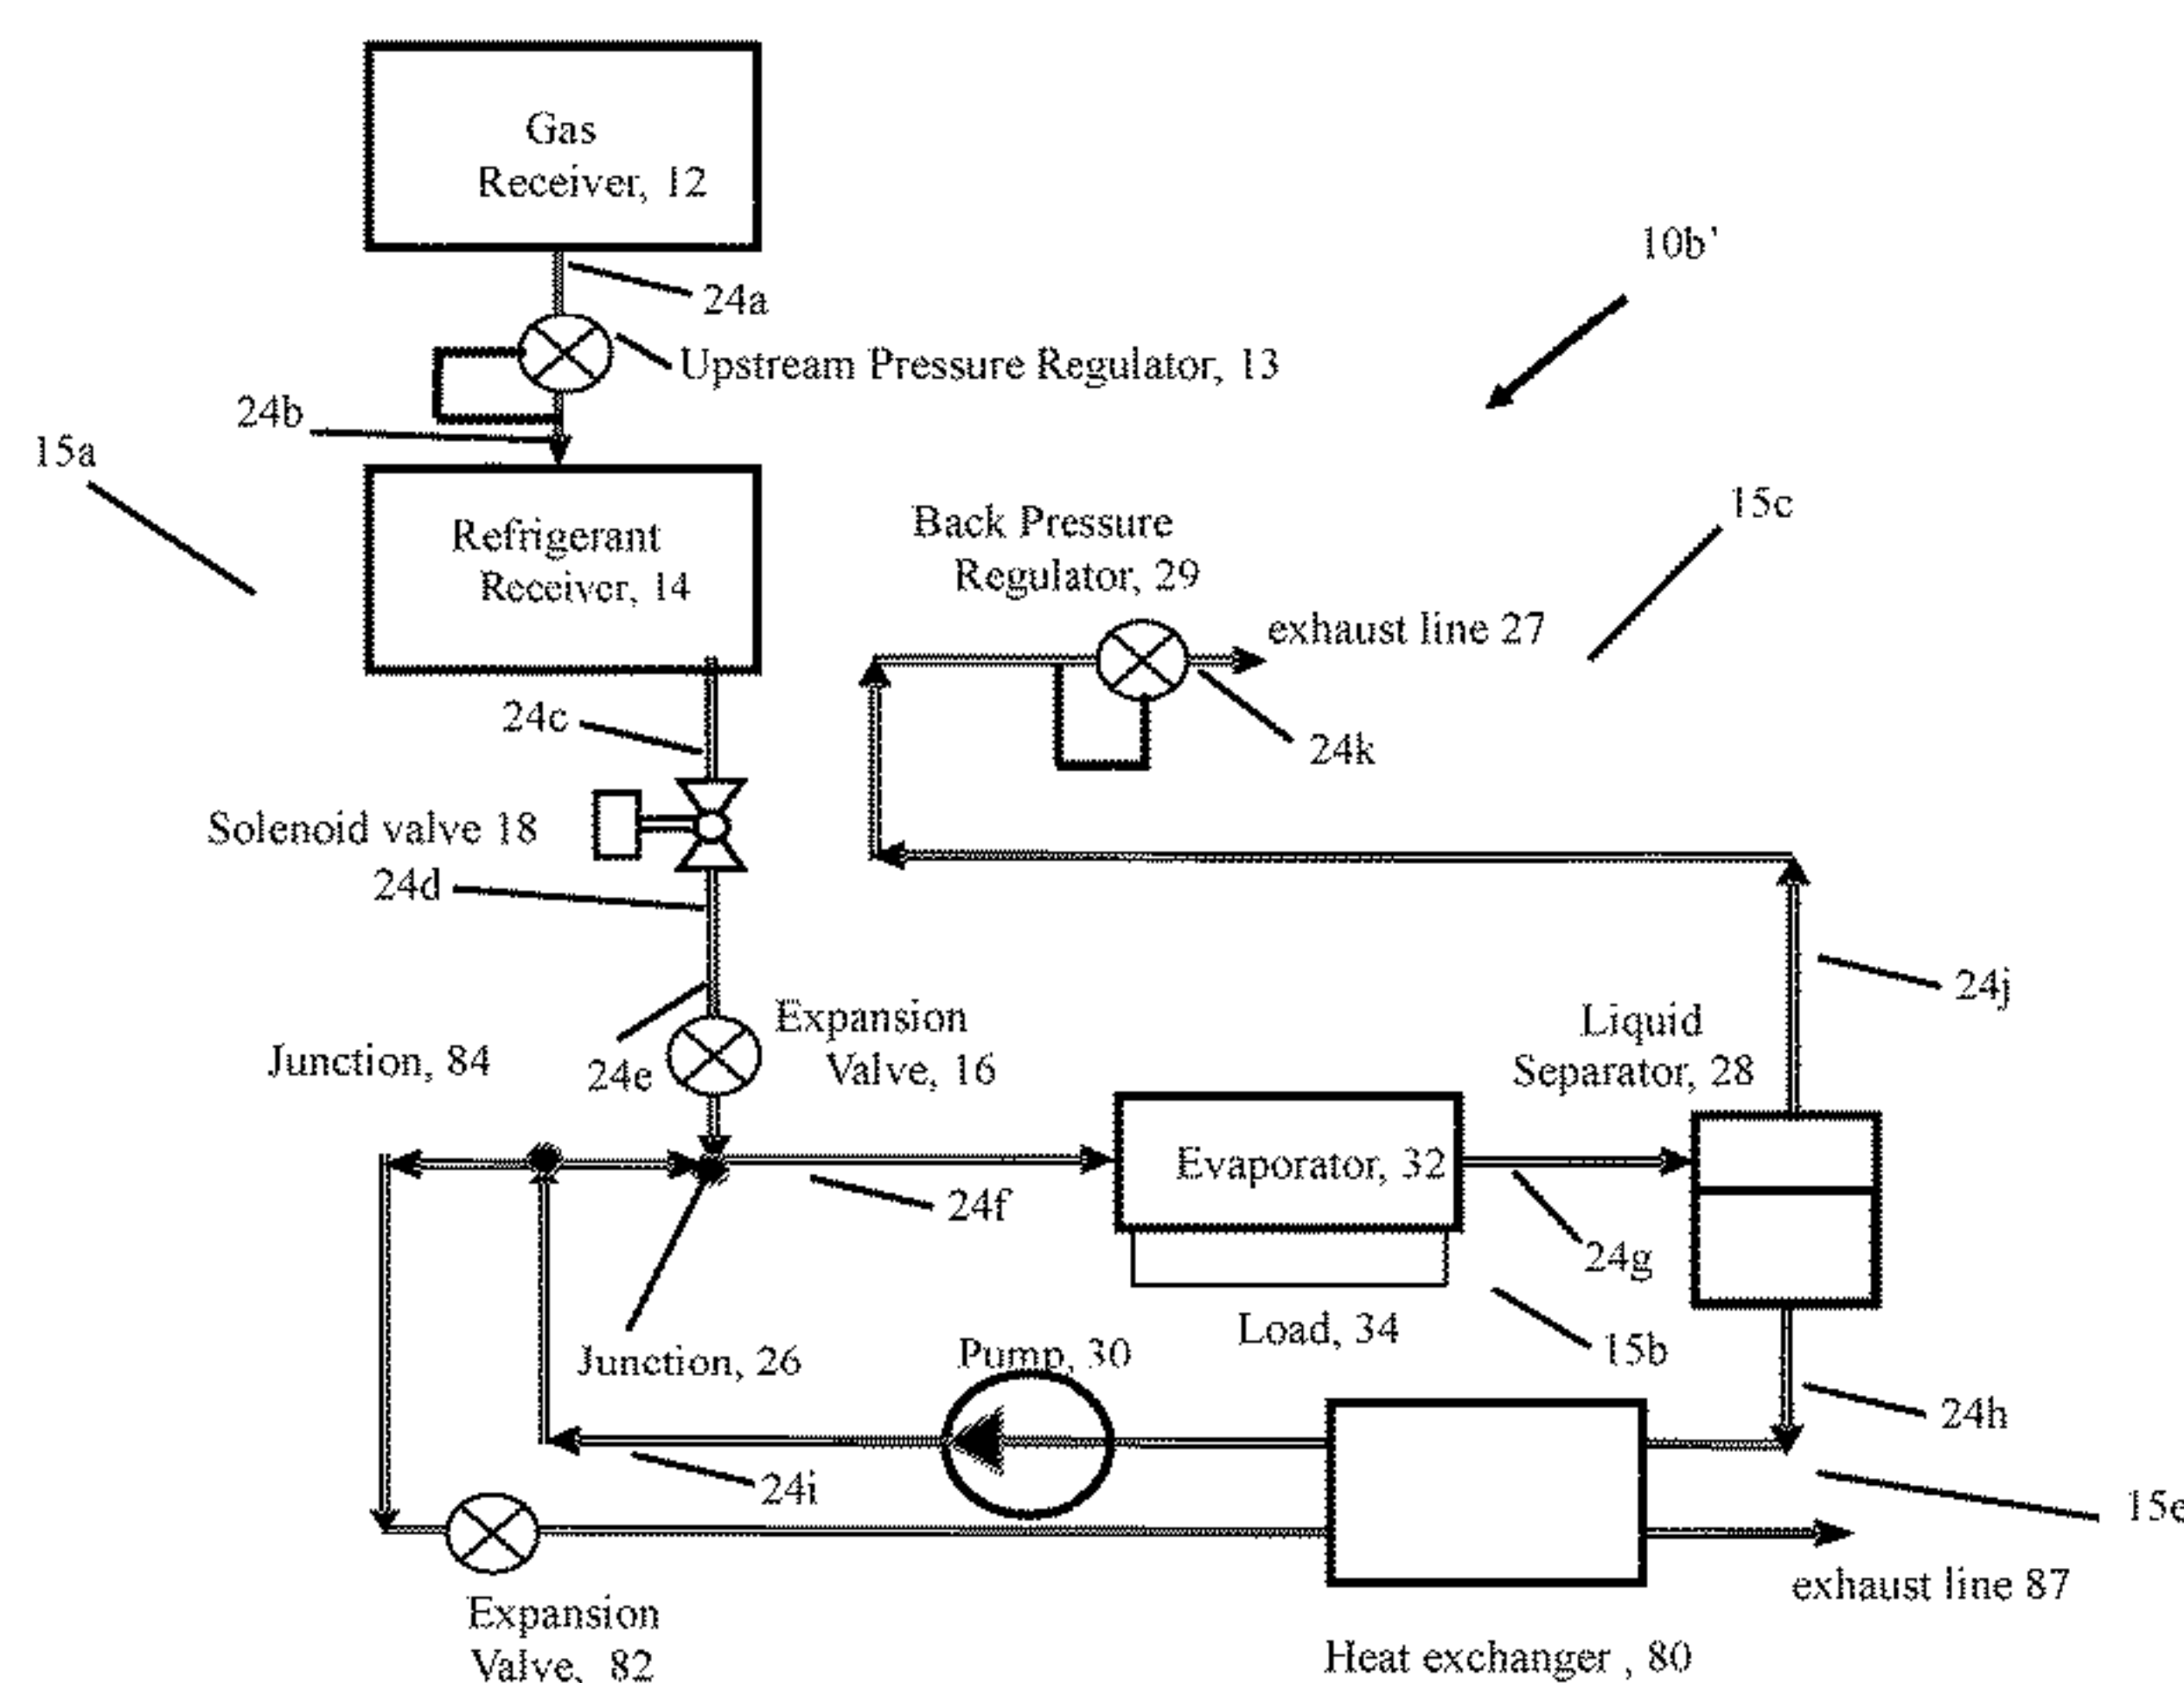 Gas
Receiver, 12
10b’
24a
Upstream Pressure Regulator, 13
24b
15a
15c
Back Pressure
Regulator, 29
Refrigerant
Receiver, 14
exhaust line 27
24c
24k
Solenoid valve 18
24d
24j
Expansion
Valve, 16
Liquid
Separator, 28
Junction, 84
24e
Evaporator, 32
24f
24g
Load, 34
15b
Junction, 26
Pump, 30
24h
24i
15e
exhaust line 87
Expansion
Valve, 82
Heat exchanger , 80